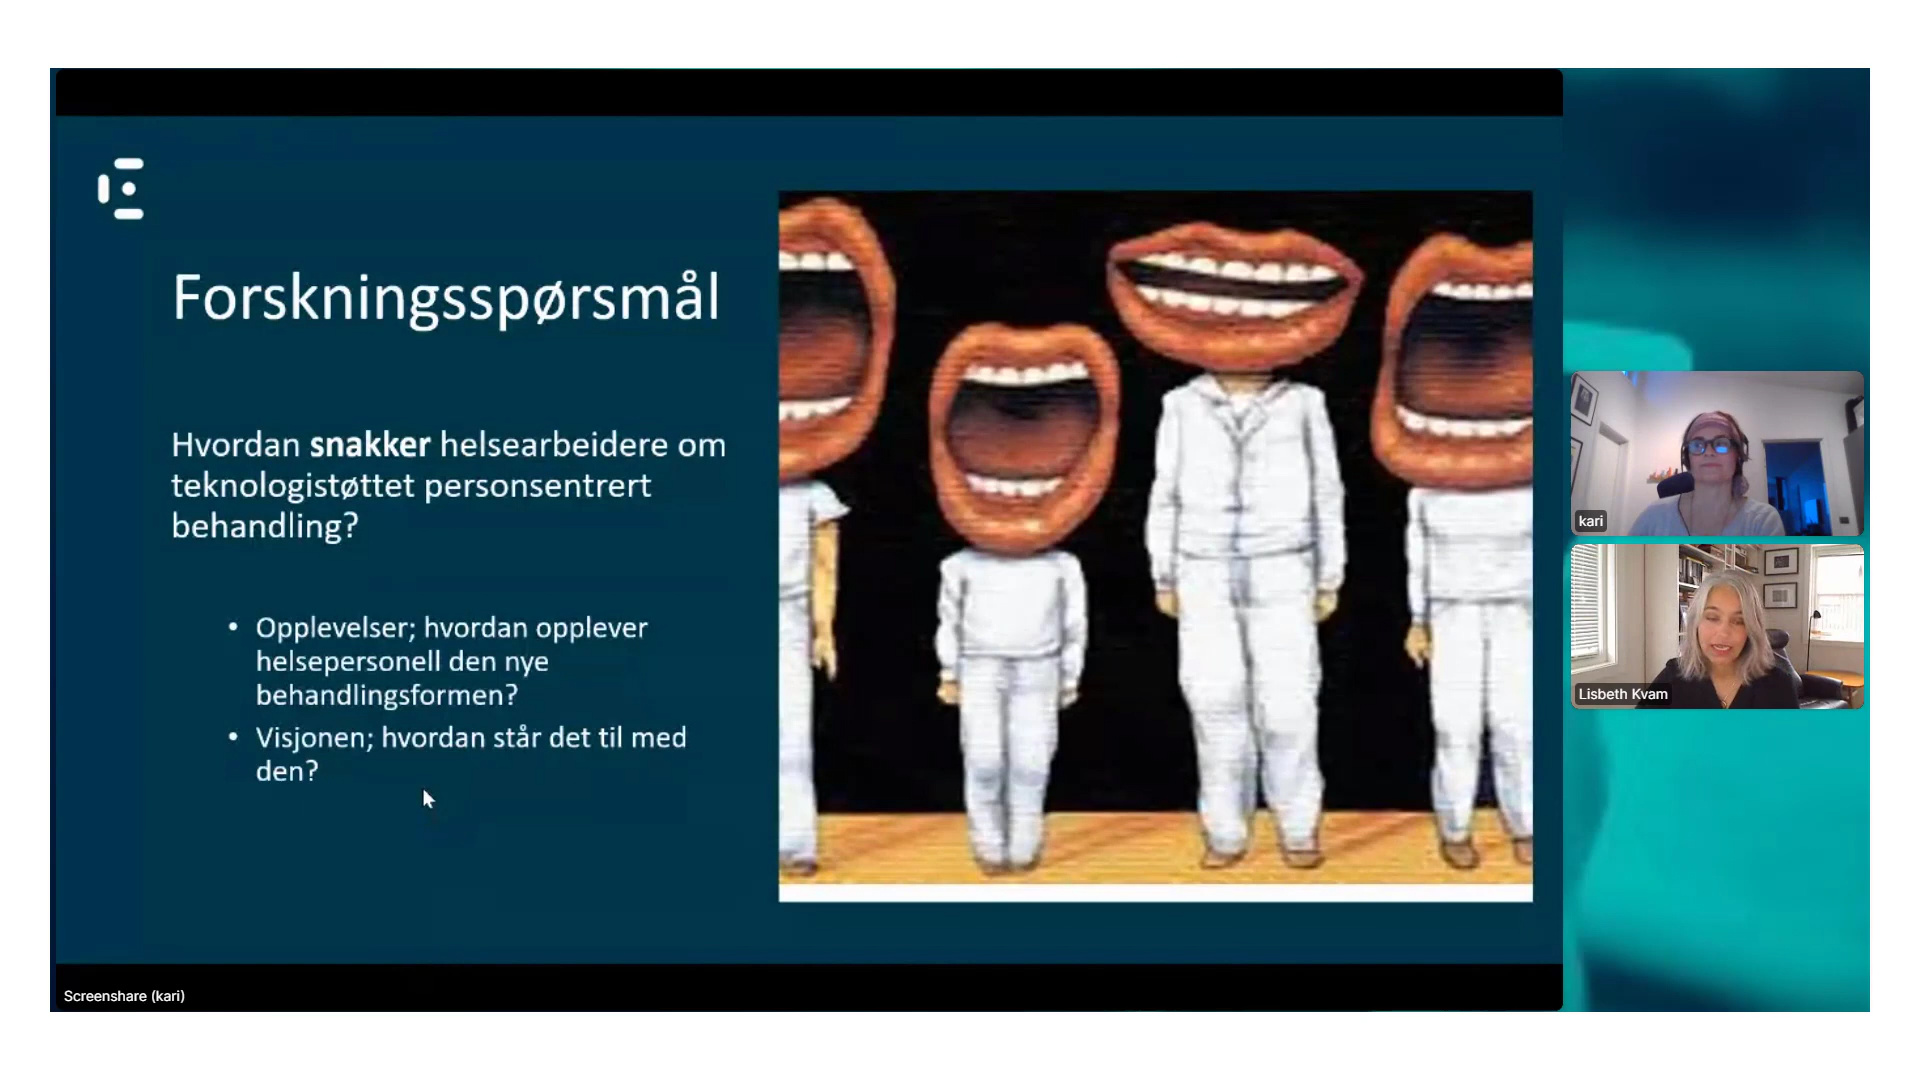 Forskningsspørsmål
Hvordan snakker helsearbeidere om
teknologistøttet personsentrert
behandling?
• Opplevelser; hvordan opplever
helsepersonell den nye
behandlingsformen?
• Visjonen; hvordan står det til med
den?
kari
Lisbeth Kvam
Screenshare (kari)